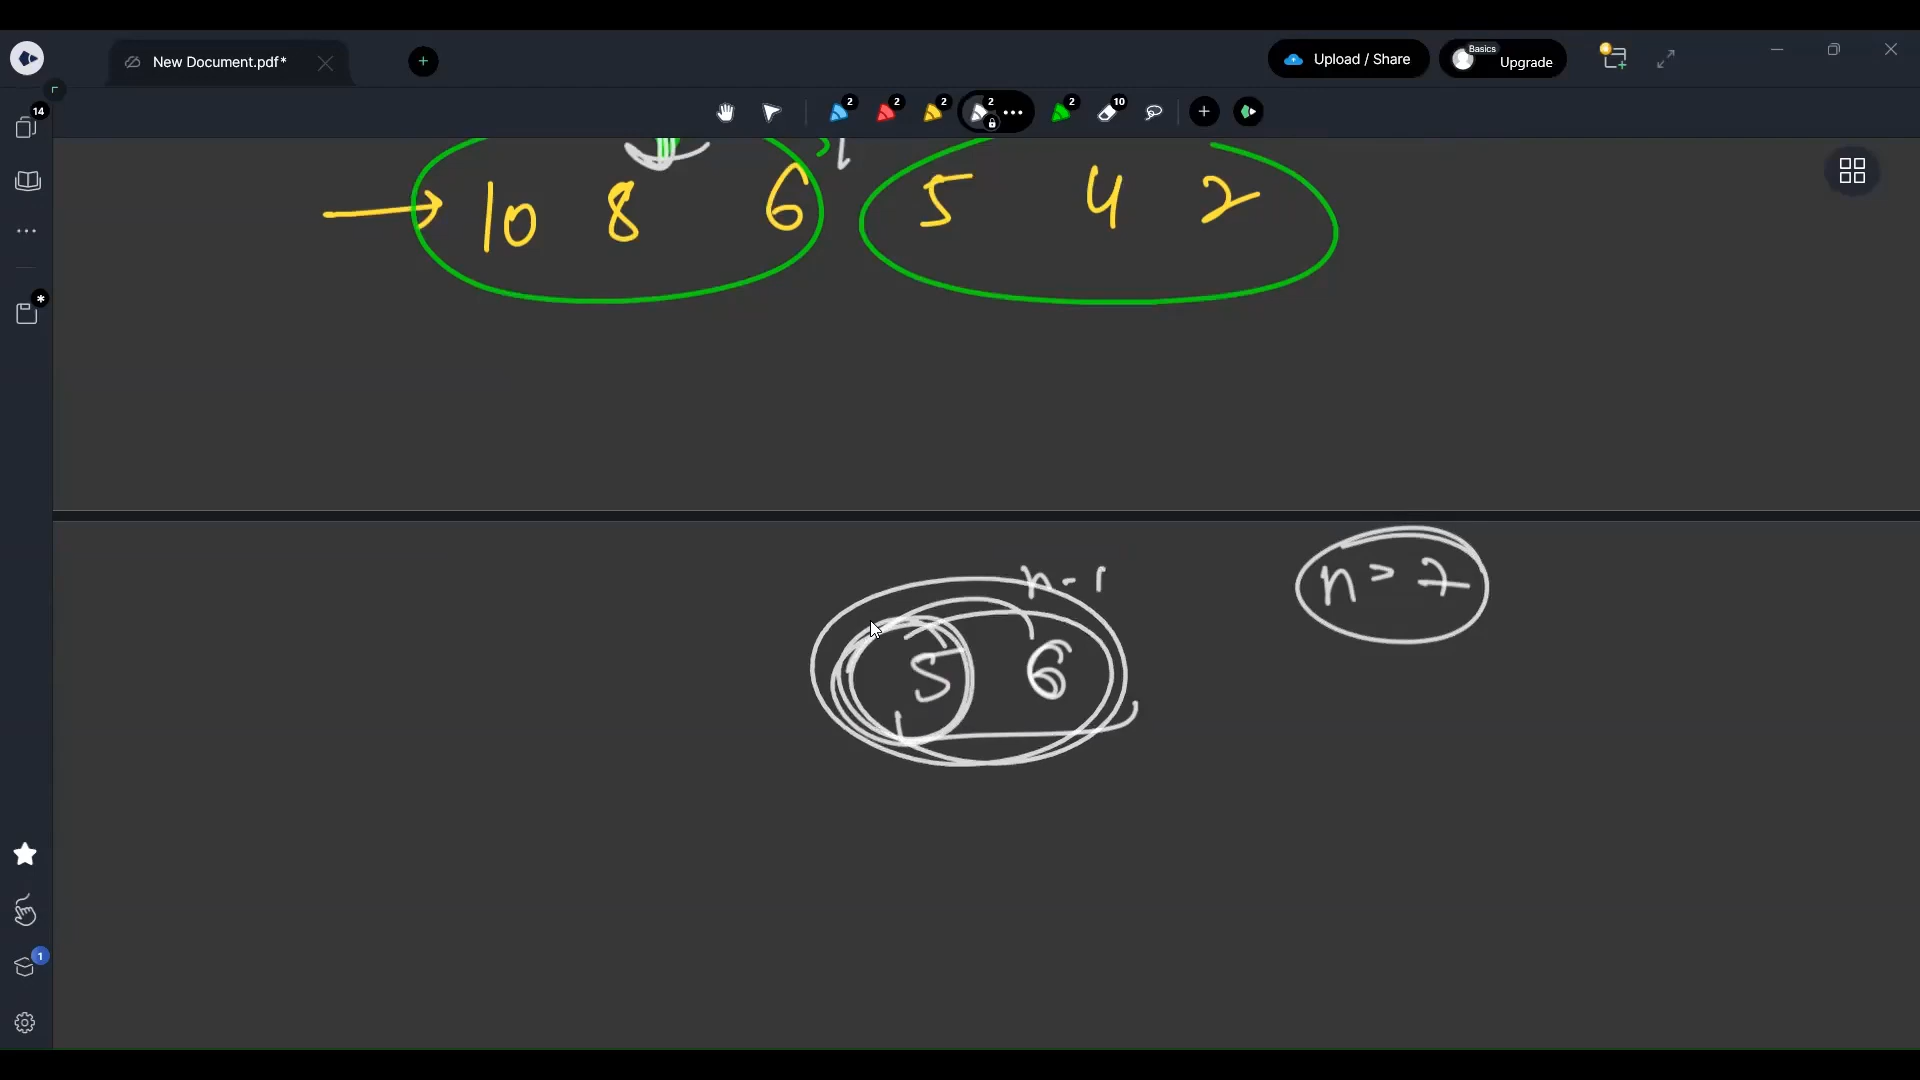 New Document.pdf*
Upload / Share
Basics
Upgrade
14
2 2 2 2 2 10
10 8 6 5 4 2
n-1
n > 7
5 6
1